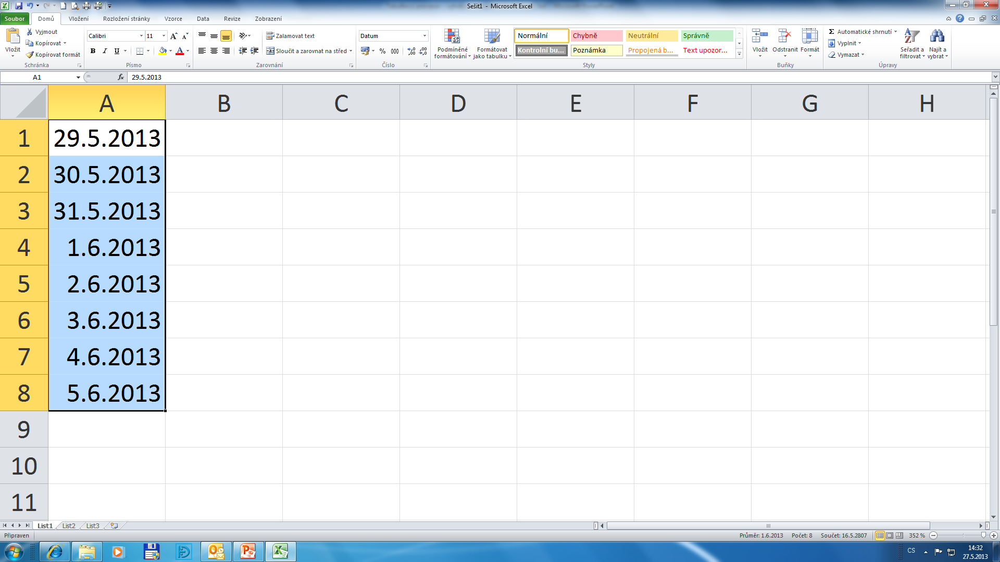 Sešit1 - Microsoft Excel
Soubor Domů Vložení Rozložení stránky Vzorce Data Revize Zobrazení
Vložit
Vyjmout
Kopírovat
Kopírovat formát
Schránka
Calibri 11
B I U
Písmo
Zalamovat text
Sloučit a zarovnat na střed
Zarovnání
Datum
% 000
Číslo
Podmíněné formátování
Formátovat jako tabulku
Normální Chybně Neutrální Správně
Kontrolní bu... Poznámka Propojená b... Text upozor...
Styly
Vložit Odstranit Formát
Buňky
Σ Automatické shrnutí
Vyplnit
Vymazat
Seřadit a filtrovat
Najít a vybrat
Úpravy
A1 fx 29.5.2013
A B C D E F G H
1 29.5.2013
2 30.5.2013
3 31.5.2013
4 1.6.2013
5 2.6.2013
6 3.6.2013
7 4.6.2013
8 5.6.2013
9
10
11
List1 List2 List3
Připraven Průměr: 1.6.2013 Počet: 8 Součet: 16.5.2807 352 %
CS 14:32
27.5.2013